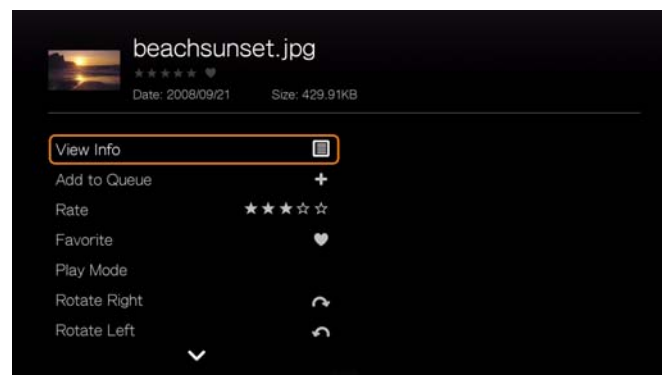 beachsunset.jpg
Date: 2008/09/21 Size: 429.91KB
View Info
Add to Queue
Rate
Favorite
Play Mode
Rotate Right
Rotate Left